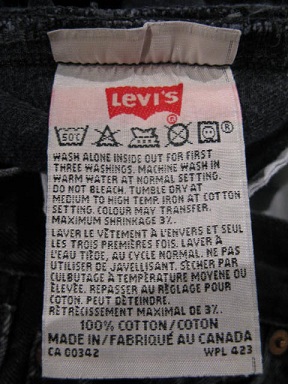 LEVI'S
®
50C ®
WASH ALONE INSIDE OUT FOR FIRST
THREE WASHINGS. MACHINE WASH IN
WARM WATER AT NORMAL SETTING.
DO NOT BLEACH. TUMBLE DRY AT
MEDIUM TO HIGH TEMP. IRON AT COTTON
SETTING. COLOUR MAY TRANSFER.
MAXIMUM SHRINKAGE 3%.
LAVER LE VÊTEMENT À L'ENVERS ET SEUL
LES TROIS PREMIÈRES FOIS. LAVER À
L'EAU TIÈDE, AU CYCLE NORMAL. NE PAS
UTILISER DE JAVELLISANT. SÉCHER PAR
CULBUTAGE À TEMPÉRATURE MOYENNE OU
ÉLEVÉE. REPASSER AU RÉGLAGE POUR
COTON. PEUT DÉTEINDRE.
RÉTRÉCISSEMENT MAXIMAL DE 3%.
100% COTTON/COTON
MADE IN/FABRIQUÉ AU CANADA
CA 00342 WPL 423